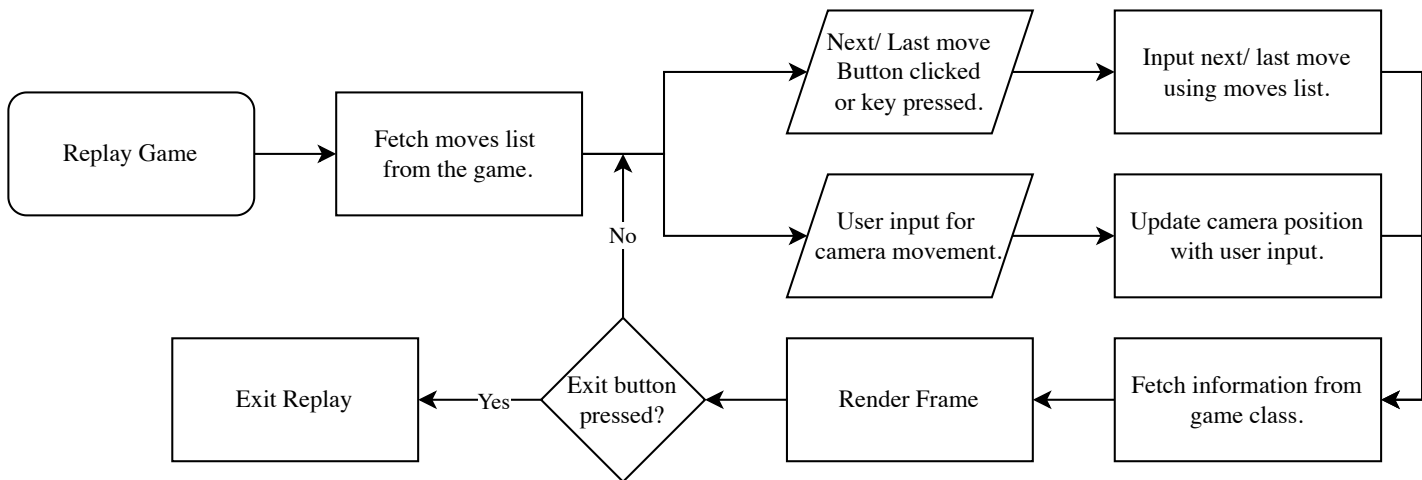 Replay Game
Fetch moves list
from the game.
Next/ Last move
Button clicked
or key pressed.
Input next/ last move
using moves list.
User input for
camera movement.
Update camera position
with user input.
No
Exit Replay
Yes
Exit button
pressed?
Render Frame
Fetch information from
game class.